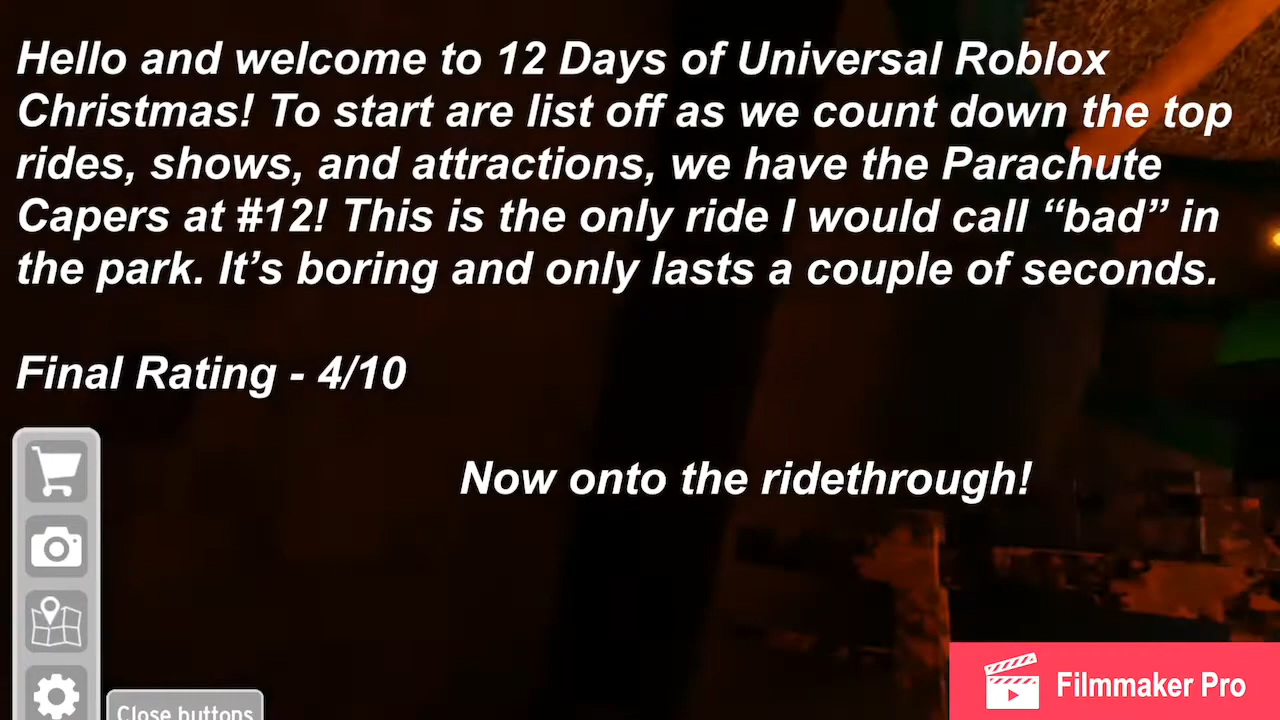 Hello and welcome to 12 Days of Universal Roblox
Christmas! To start are list off as we count down the top
rides, shows, and attractions, we have the Parachute
Capers at #12! This is the only ride I would call “bad” in
the park. It’s boring and only lasts a couple of seconds.
Final Rating - 4/10
Now onto the ridethrough!
Filmmaker Pro
Close buttons